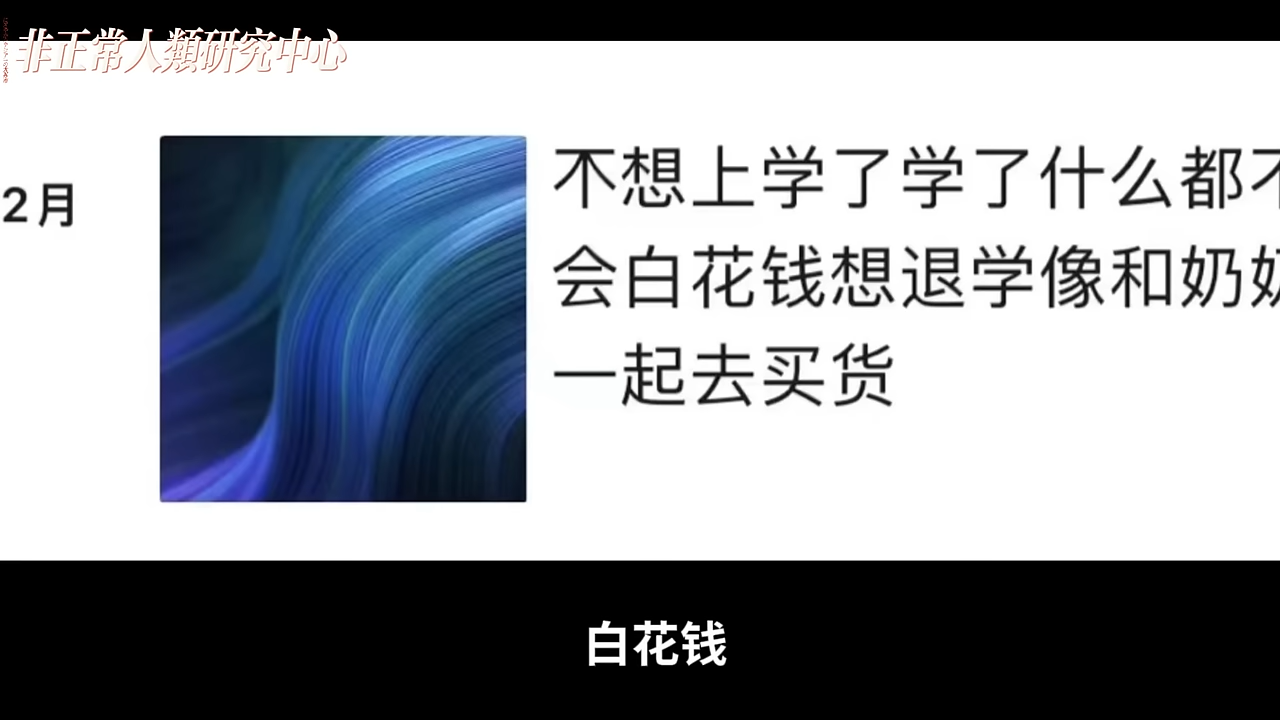 非正常人類研究中心
2月
不想上学了学了什么都不
会白花钱想退学像和奶奶
一起去买货
白花钱